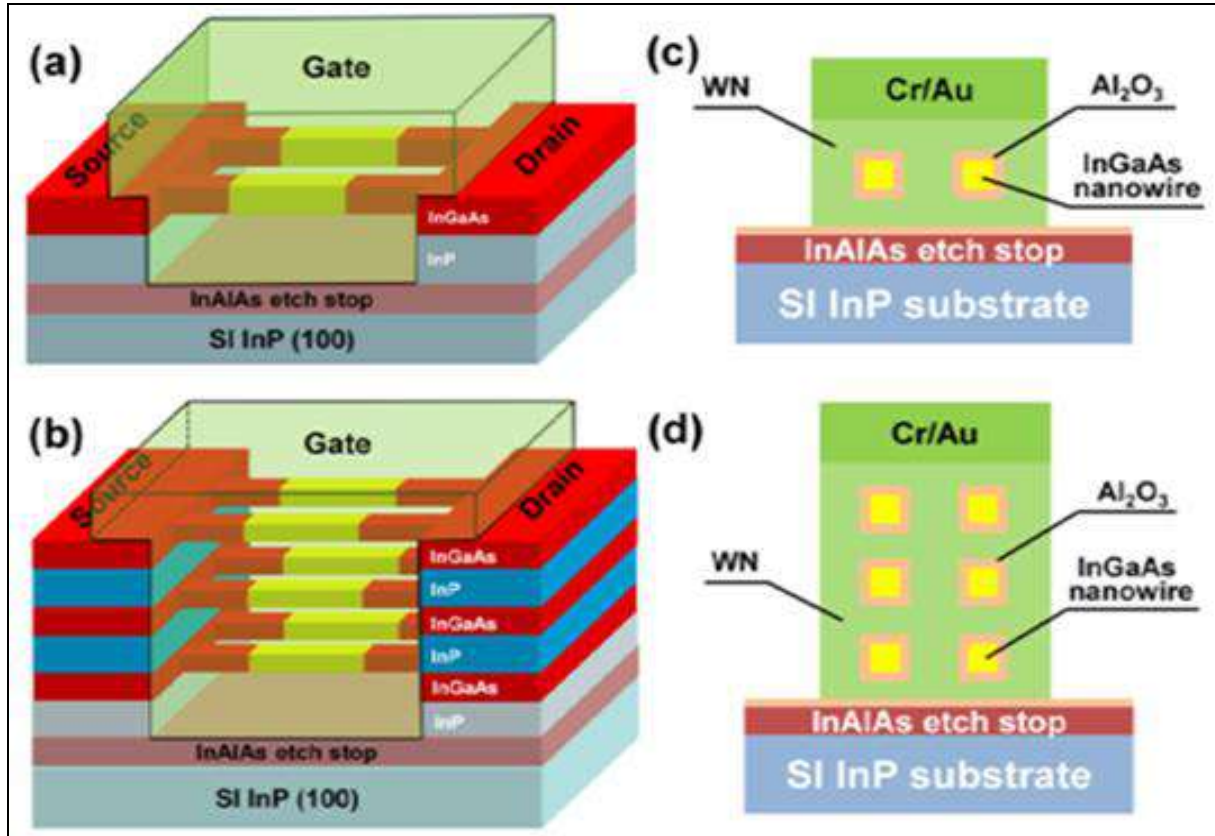 (a)
Gate
Source
Drain
InGaAs
InP
InAlAs etch stop
SI InP (100)
(c)
WN
Cr/Au
Al₂O₃
InGaAs
nanowire
InAlAs etch stop
SI InP substrate
(b)
Gate
Source
Drain
InGaAs
InP
InGaAs
InP
InGaAs
InP
InAlAs etch stop
SI InP (100)
(d)
Cr/Au
Al₂O₃
WN
InGaAs
nanowire
InAlAs etch stop
SI InP substrate